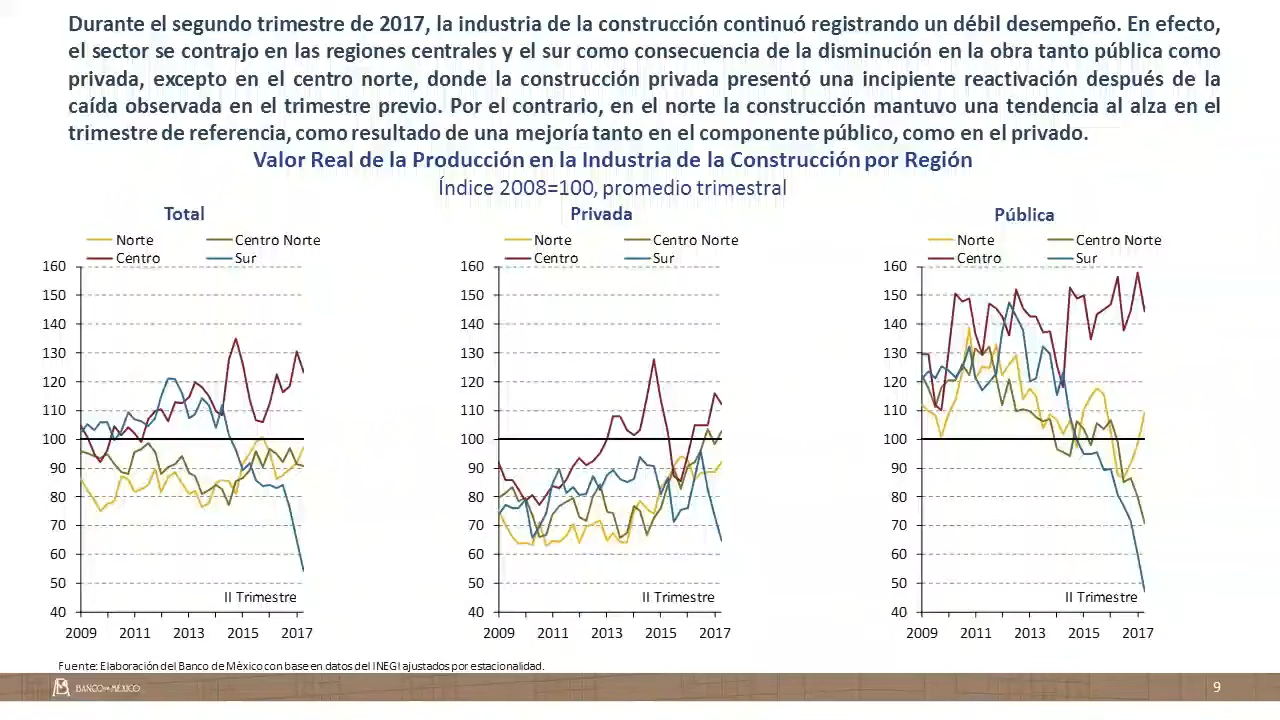 Durante el segundo trimestre de 2017, la industria de la construcción continuó registrando un débil desempeño. En efecto,
el sector se contrajo en las regiones centrales y el sur como consecuencia de la disminución en la obra tanto pública como
privada, excepto en el centro norte, donde la construcción privada presentó una incipiente reactivación después de la
caída observada en el trimestre previo. Por el contrario, en el norte la construcción mantuvo una tendencia al alza en el
trimestre de referencia, como resultado de una mejoría tanto en el componente público, como en el privado.
Valor Real de la Producción en la Industria de la Construcción por Región
Índice 2008=100, promedio trimestral
Total
Norte
Centro Norte
Centro
Sur
160
150
140
130
120
110
100
90
80
70
60
50
40
II Trimestre
2009 2011 2013 2015 2017
Privada
Norte
Centro Norte
Centro
Sur
160
150
140
130
120
110
100
90
80
70
60
50
40
II Trimestre
2009 2011 2013 2015 2017
Pública
Norte
Centro Norte
Centro
Sur
160
150
140
130
120
110
100
90
80
70
60
50
40
II Trimestre
2009 2011 2013 2015 2017
Fuente: Elaboración del Banco de México con base en datos del INEGI ajustados por estacionalidad.
BANCO DE MÉXICO
9